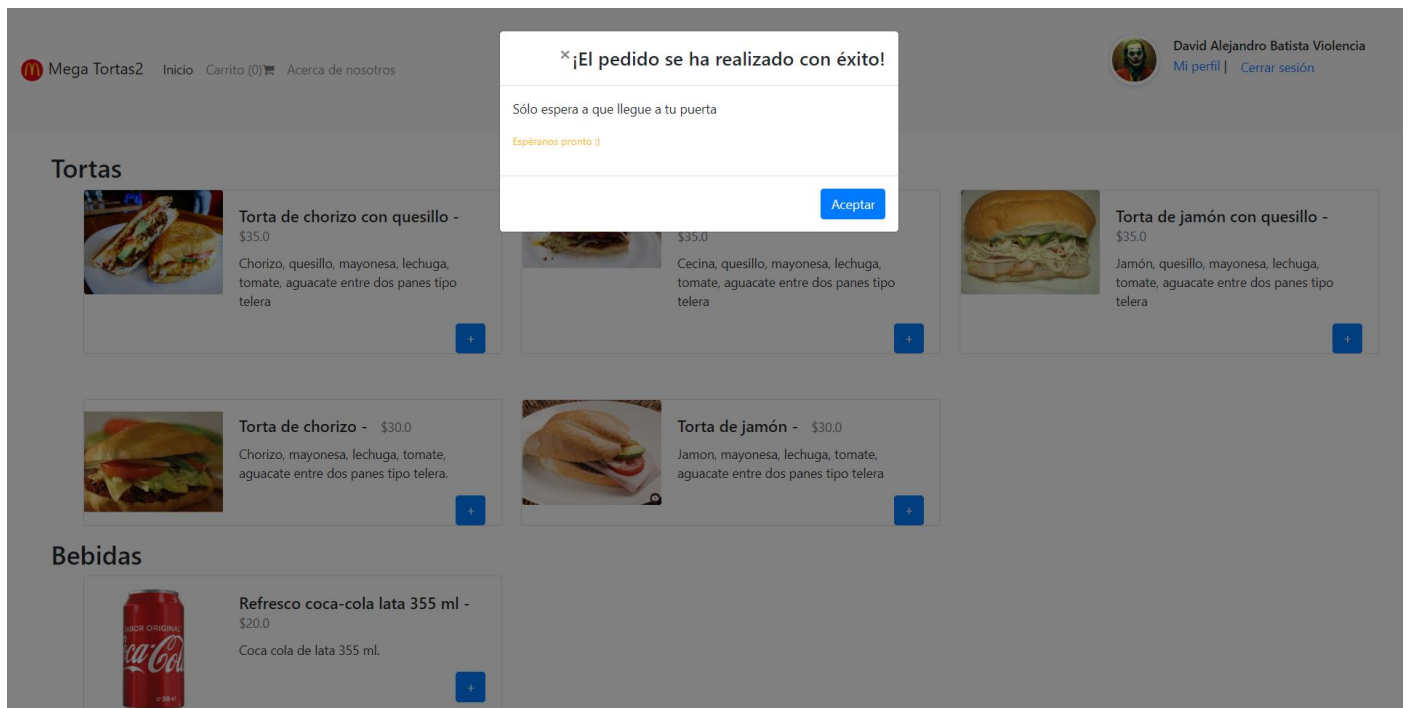 Mega Tortas2 Inicio Carrito (0) Acerca de nosotros
David Alejandro Batista Violencia
Mi perfil | Cerrar sesión
×
¡El pedido se ha realizado con éxito!
Sólo espera a que llegue a tu puerta
Espéranos pronto :)
Aceptar
Tortas
Torta de chorizo con quesillo -
$35.0
Chorizo, quesillo, mayonesa, lechuga,
tomate, aguacate entre dos panes tipo
telera
+
$35.0
Cecina, quesillo, mayonesa, lechuga,
tomate, aguacate entre dos panes tipo
telera
+
Torta de jamón con quesillo -
$35.0
Jamón, quesillo, mayonesa, lechuga,
tomate, aguacate entre dos panes tipo
telera
+
Torta de chorizo - $30.0
Chorizo, mayonesa, lechuga, tomate,
aguacate entre dos panes tipo telera.
+
Torta de jamón - $30.0
Jamon, mayonesa, lechuga, tomate,
aguacate entre dos panes tipo telera
+
Bebidas
ORIGINAL
Refresco coca-cola lata 355 ml -
$20.0
Coca cola de lata 355 ml.
+